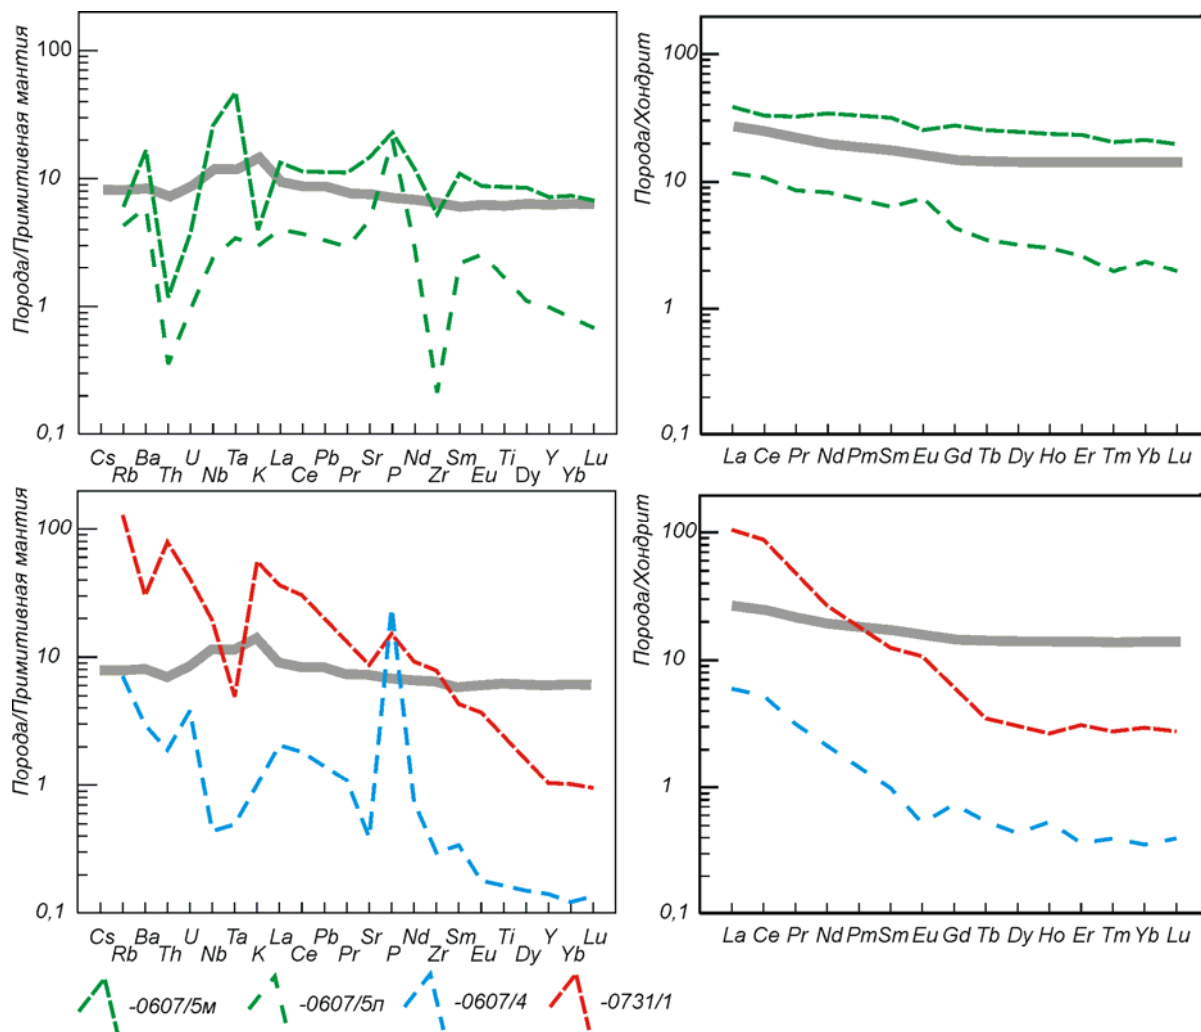 Порода/Примитивная мантия
100
10
1
0,1
Cs Rb Ba Th U Nb Ta K La Ce Pb Pr Sr P Nd Zr Sm Eu Ti Dy Y Yb Lu
Порода/Хондрит
100
10
1
0,1
La Ce Pr Nd Pm Sm Eu Gd Tb Dy Ho Er Tm Yb Lu
Порода/Примитивная мантия
100
10
1
0,1
Cs Rb Ba Th U Nb Ta K La Ce Pb Pr Sr P Nd Zr Sm Eu Ti Dy Y Yb Lu
Порода/Хондрит
100
10
1
0,1
La Ce Pr Nd Pm Sm Eu Gd Tb Dy Ho Er Tm Yb Lu
-0607/5м -0607/5л -0607/4 -0731/1